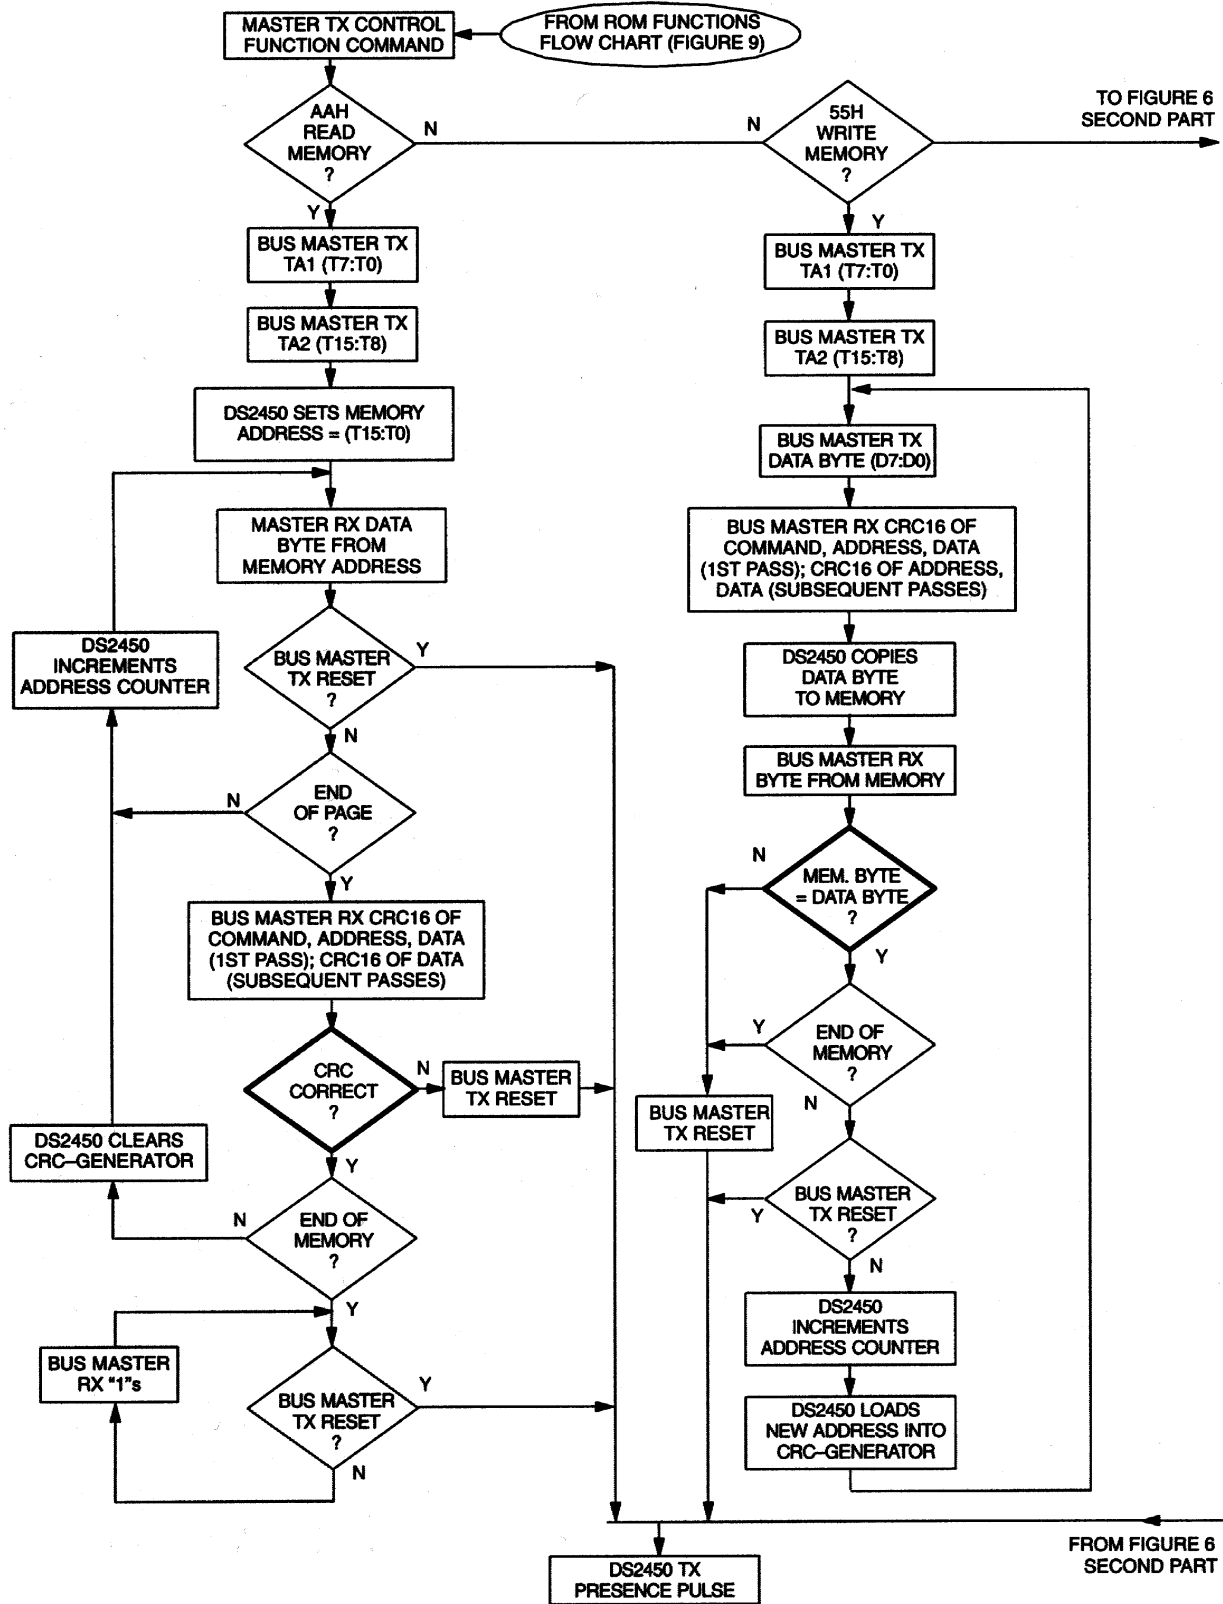 MASTER TX CONTROL
FUNCTION COMMAND
FROM ROM FUNCTIONS
FLOW CHART (FIGURE 9)
AAH
READ
MEMORY
?
N
Y
N
55H
WRITE
MEMORY
?
Y
TO FIGURE 6
SECOND PART
BUS MASTER TX
TA1 (T7:T0)
BUS MASTER TX
TA2 (T15:T8)
DS2450 SETS MEMORY
ADDRESS = (T15:T0)
MASTER RX DATA
BYTE FROM
MEMORY ADDRESS
DS2450
INCREMENTS
ADDRESS COUNTER
BUS MASTER
TX RESET
?
Y
N
END
OF PAGE
?
N
Y
BUS MASTER RX CRC16 OF
COMMAND, ADDRESS, DATA
(1ST PASS); CRC16 OF DATA
(SUBSEQUENT PASSES)
CRC
CORRECT
?
N
BUS MASTER
TX RESET
Y
DS2450 CLEARS
CRC–GENERATOR
N
END OF
MEMORY
?
Y
BUS MASTER
RX "1"s
BUS MASTER
TX RESET
?
Y
N
BUS MASTER TX
TA1 (T7:T0)
BUS MASTER TX
TA2 (T15:T8)
BUS MASTER TX
DATA BYTE (D7:D0)
BUS MASTER RX CRC16 OF
COMMAND, ADDRESS, DATA
(1ST PASS); CRC16 OF ADDRESS,
DATA (SUBSEQUENT PASSES)
DS2450 COPIES
DATA BYTE
TO MEMORY
BUS MASTER RX
BYTE FROM MEMORY
N
MEM. BYTE
= DATA BYTE
?
Y
Y
END OF
MEMORY
?
N
BUS MASTER
TX RESET
BUS MASTER
TX RESET
?
Y
N
DS2450
INCREMENTS
ADDRESS COUNTER
DS2450 LOADS
NEW ADDRESS INTO
CRC–GENERATOR
FROM FIGURE 6
SECOND PART
DS2450 TX
PRESENCE PULSE